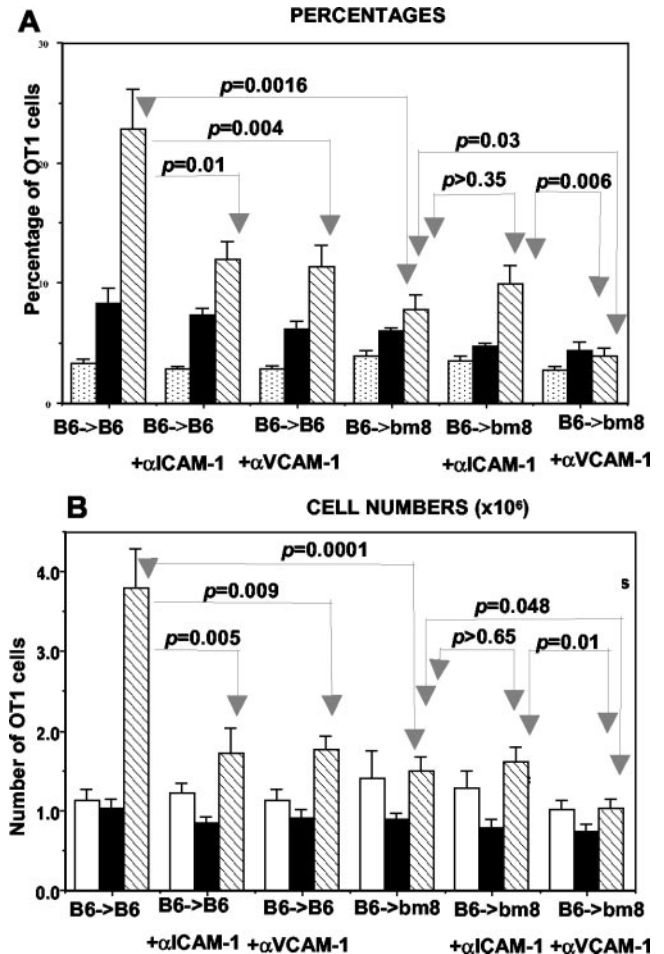 A
PERCENTAGES
30
p=0.0016
p=0.004
p=0.03
p=0.01
p>0.35
p=0.006
20
10
0
Percentage of OT1 cells
B6->B6 B6->B6 B6->B6 B6->bm8 B6->bm8 B6->bm8
+αICAM-1 +αVCAM-1 +αICAM-1 +αVCAM-1
B
CELL NUMBERS (x10⁶)
4.0
p=0.0001
s
p=0.009
p=0.048
p=0.005
p>0.65
p=0.01
3.0
2.0
1.0
0.0
Number of OT1 cells
B6->B6 B6->B6 B6->B6 B6->bm8 B6->bm8 B6->bm8
+αICAM-1 +αVCAM-1 +αICAM-1 +αVCAM-1